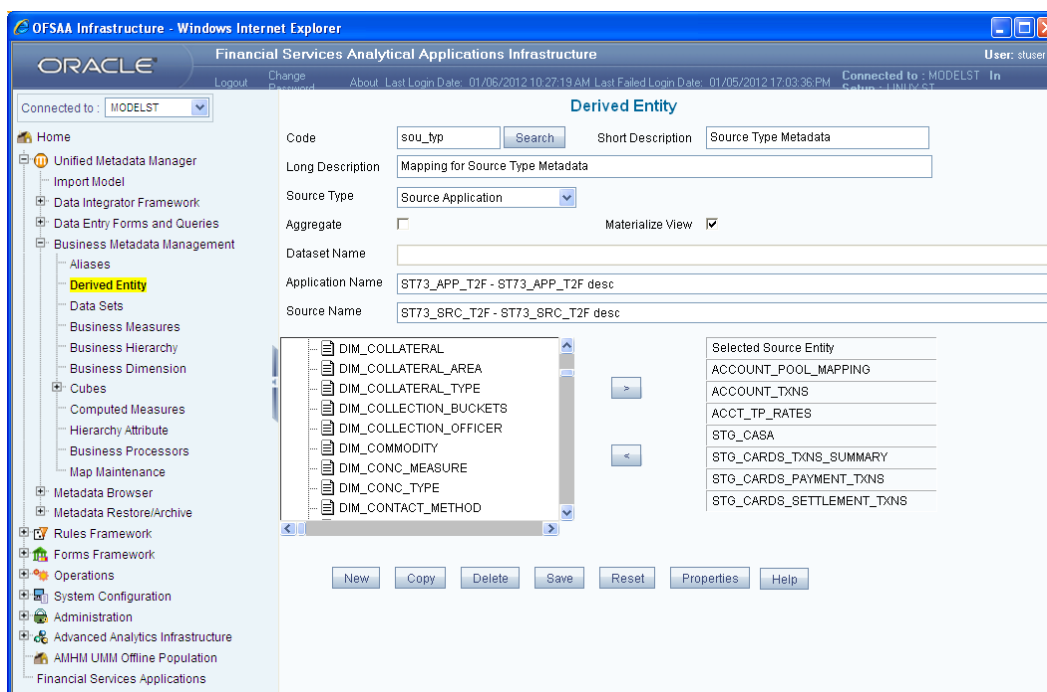 OFSAA Infrastructure - Windows Internet Explorer
ORACLE
Financial Services Analytical Applications Infrastructure
User: stuser
Logout Change Password About Last Login Date: 01/06/2012 10:27:19 AM Last Failed Login Date: 01/05/2012 17:03:36 PM Connected to : MODELST In
Setup : LINUX ST
Connected to : MODELST
Home
Unified Metadata Manager
Import Model
Data Integrator Framework
Data Entry Forms and Queries
Business Metadata Management
Aliases
Derived Entity
Data Sets
Business Measures
Business Hierarchy
Business Dimension
Cubes
Computed Measures
Hierarchy Attribute
Business Processors
Map Maintenance
Metadata Browser
Metadata Restore/Archive
Rules Framework
Forms Framework
Operations
System Configuration
Administration
Advanced Analytics Infrastructure
AMHM UMM Offline Population
Financial Services Applications
Derived Entity
Code sou_typ Search Short Description Source Type Metadata
Long Description Mapping for Source Type Metadata
Source Type Source Application
Aggregate Materialize View
Dataset Name
Application Name ST73_APP_T2F - ST73_APP_T2F desc
Source Name ST73_SRC_T2F - ST73_SRC_T2F desc
DIM_COLLATERAL
DIM_COLLATERAL_AREA
DIM_COLLATERAL_TYPE
DIM_COLLECTION_BUCKETS
DIM_COLLECTION_OFFICER
DIM_COMMODITY
DIM_CONC_MEASURE
DIM_CONC_TYPE
DIM_CONTACT_METHOD
>
<
Selected Source Entity
ACCOUNT_POOL_MAPPING
ACCOUNT_TXNS
ACCT_TP_RATES
STG_CASA
STG_CARDS_TXNS_SUMMARY
STG_CARDS_PAYMENT_TXNS
STG_CARDS_SETTLEMENT_TXNS
New Copy Delete Save Reset Properties Help